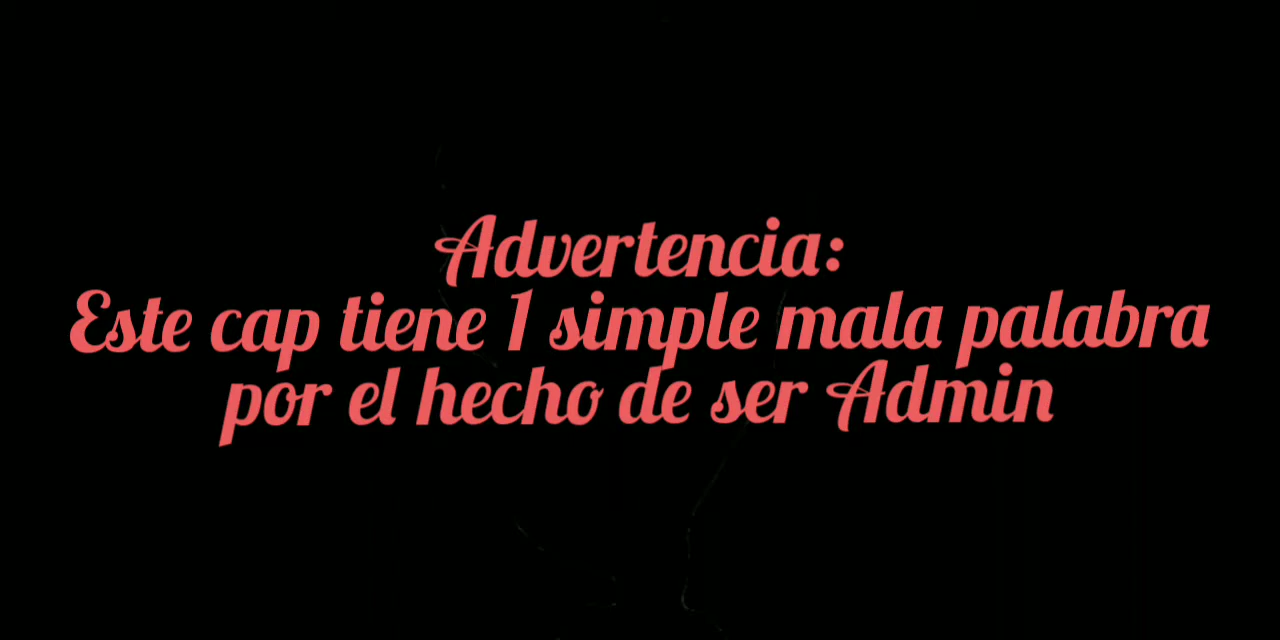 Advertencia:
Este cap tiene 1 simple mala palabra
por el hecho de ser Admin